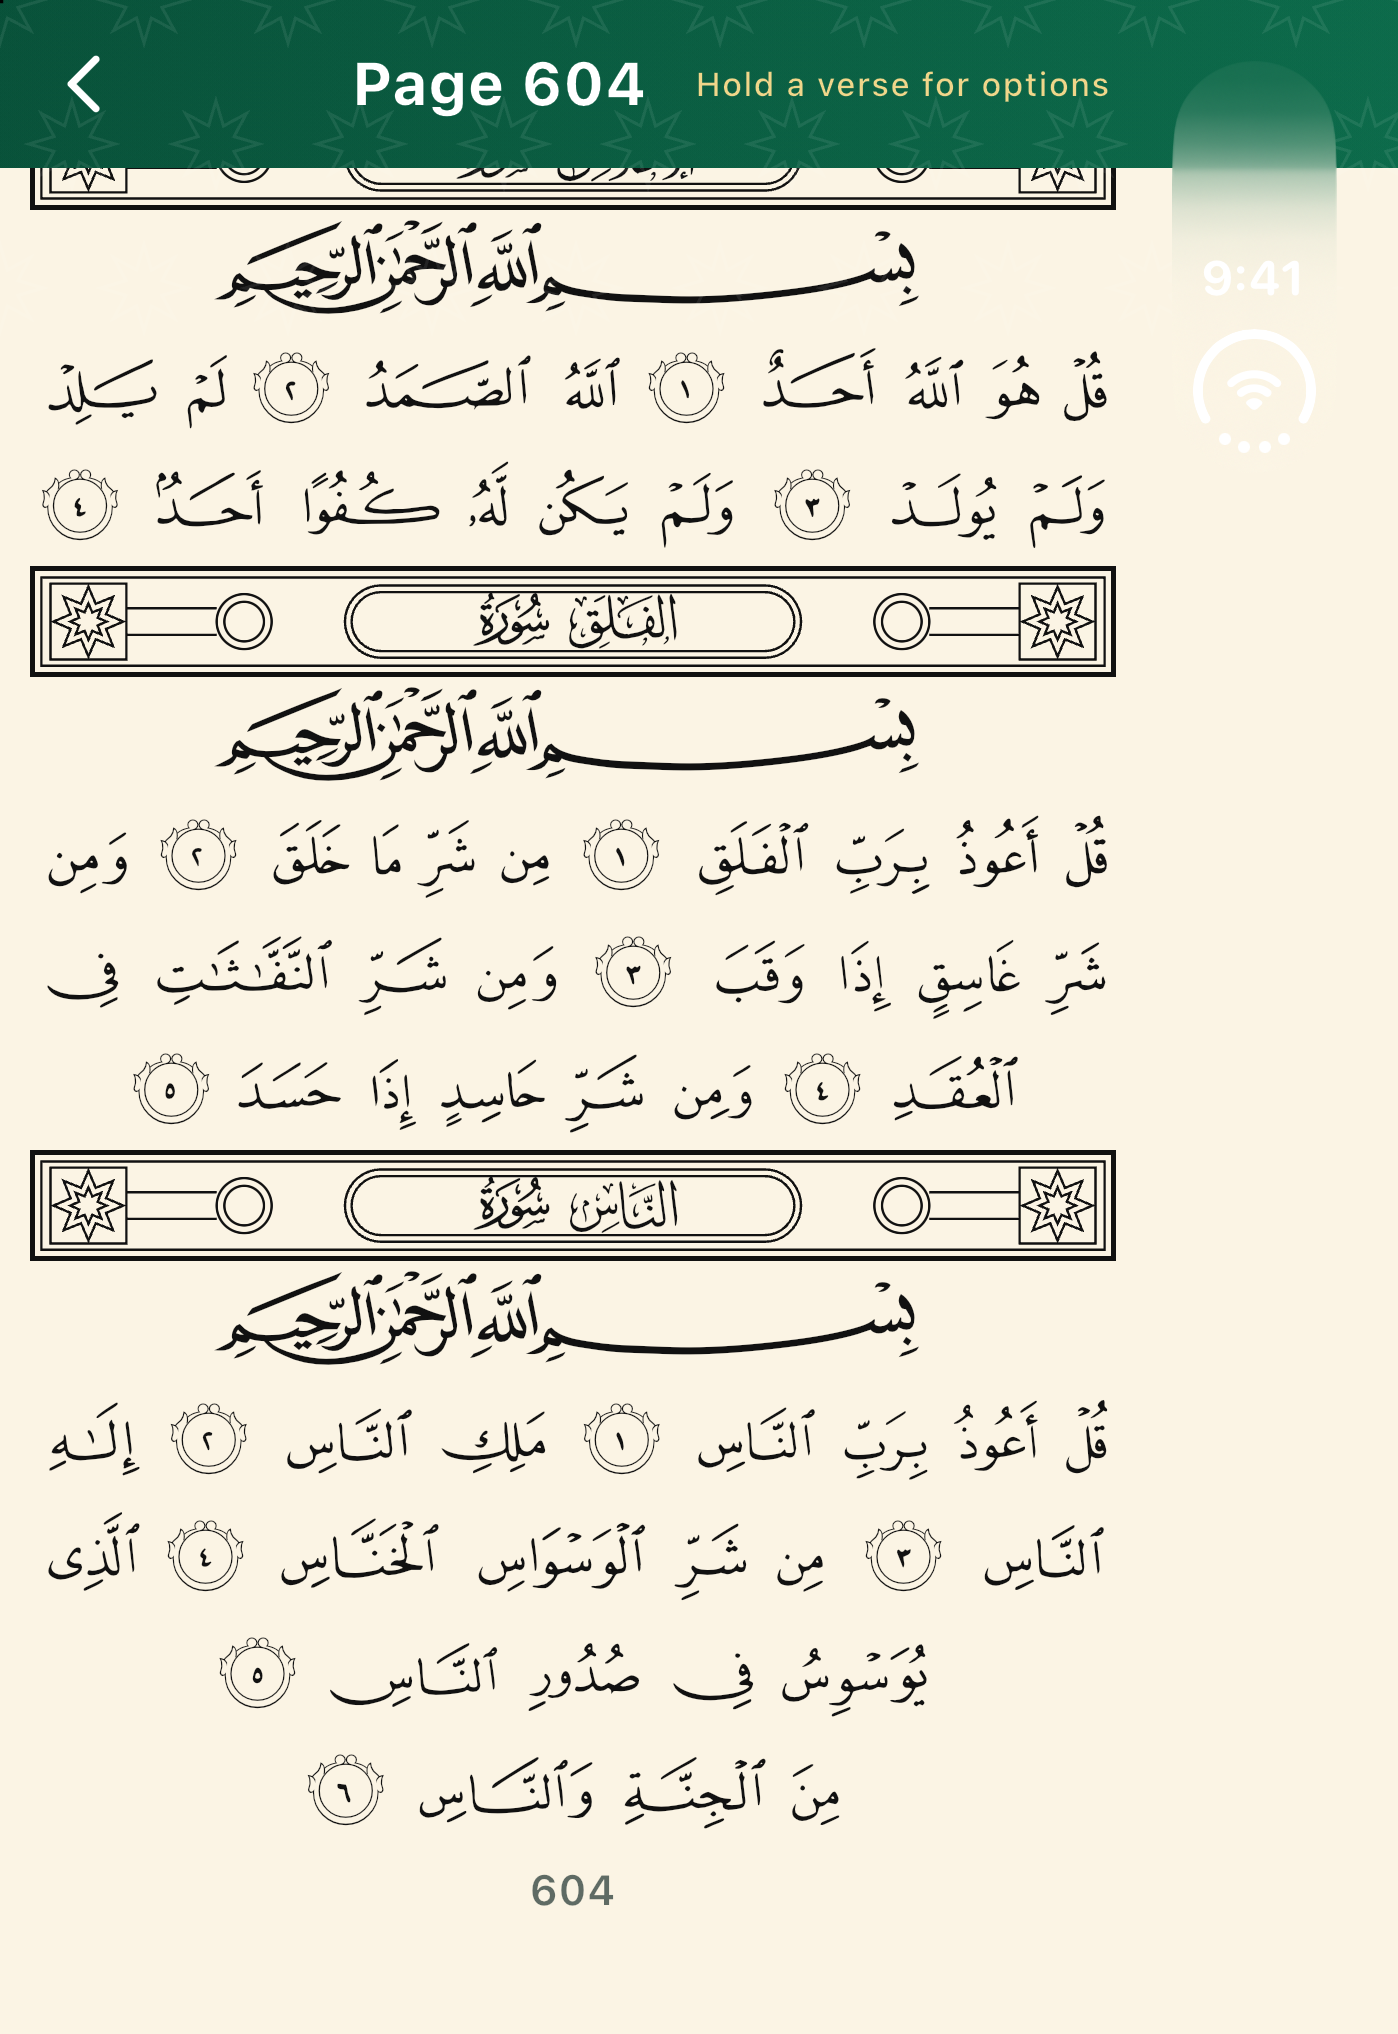 Page 604
Hold a verse for options
9:41
بِسْمِ ٱللَّهِ ٱلرَّحْمَٰنِ ٱلرَّحِيمِ
قُلْ هُوَ ٱللَّهُ أَحَدٌ ١ ٱللَّهُ ٱلصَّمَدُ ٢ لَمْ يَلِدْ
وَلَمْ يُولَدْ ٣ وَلَمْ يَكُن لَّهُۥ كُفُوًا أَحَدٌۢ ٤
سُورَةُ الفَلَقِ
بِسْمِ ٱللَّهِ ٱلرَّحْمَٰنِ ٱلرَّحِيمِ
قُلْ أَعُوذُ بِرَبِّ ٱلْفَلَقِ ١ مِن شَرِّ مَا خَلَقَ ٢ وَمِن
شَرِّ غَاسِقٍ إِذَا وَقَبَ ٣ وَمِن شَرِّ ٱلنَّفَّٰثَٰتِ فِى
ٱلْعُقَدِ ٤ وَمِن شَرِّ حَاسِدٍ إِذَا حَسَدَ ٥
سُورَةُ النَّاسِ
بِسْمِ ٱللَّهِ ٱلرَّحْمَٰنِ ٱلرَّحِيمِ
قُلْ أَعُوذُ بِرَبِّ ٱلنَّاسِ ١ مَلِكِ ٱلنَّاسِ ٢ إِلَٰهِ
ٱلنَّاسِ ٣ مِن شَرِّ ٱلْوَسْوَاسِ ٱلْخَنَّاسِ ٤ ٱلَّذِى
يُوَسْوِسُ فِى صُدُورِ ٱلنَّاسِ ٥
مِنَ ٱلْجِنَّةِ وَٱلنَّاسِ ٦
604